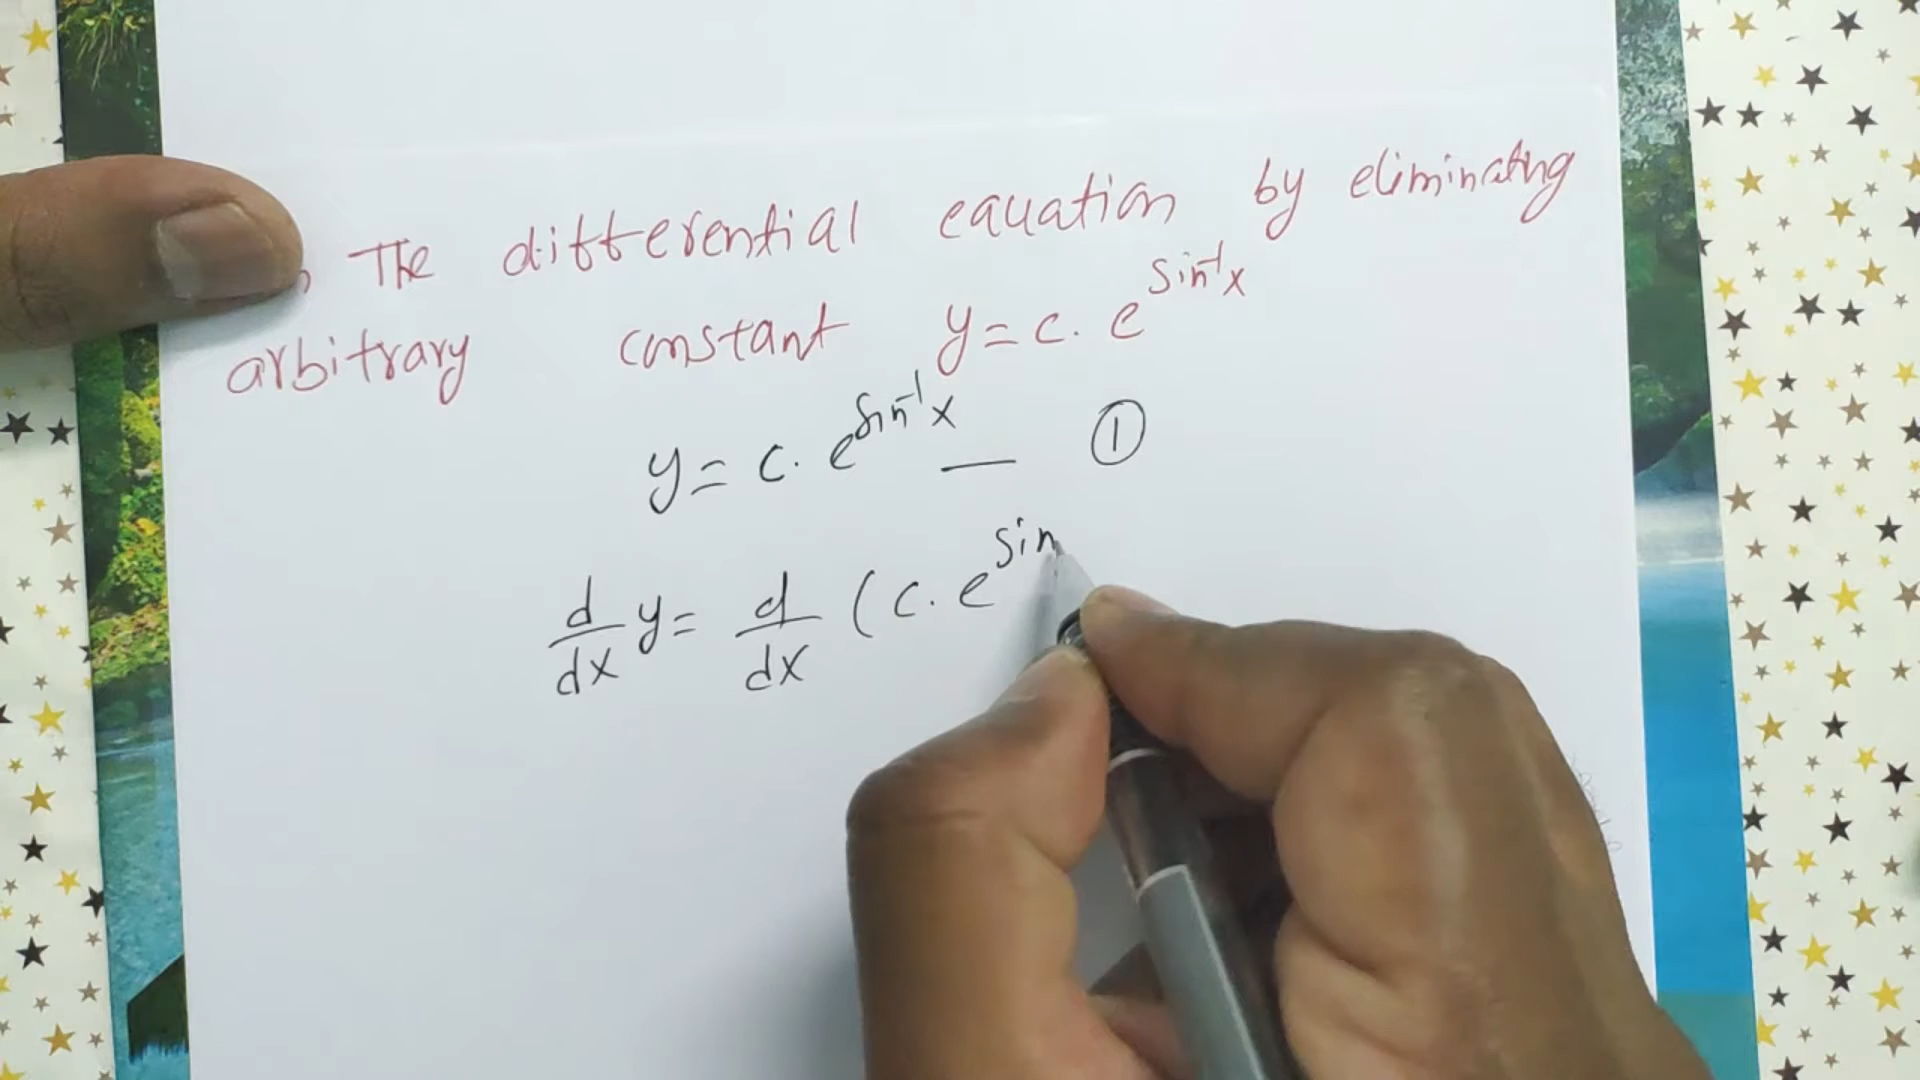 The differential eauation by eliminating
arbitrary constant y = c. e^sin⁻¹x
y = c. e^sin⁻¹x — ①
d/dx y = d/dx (c. e^sin